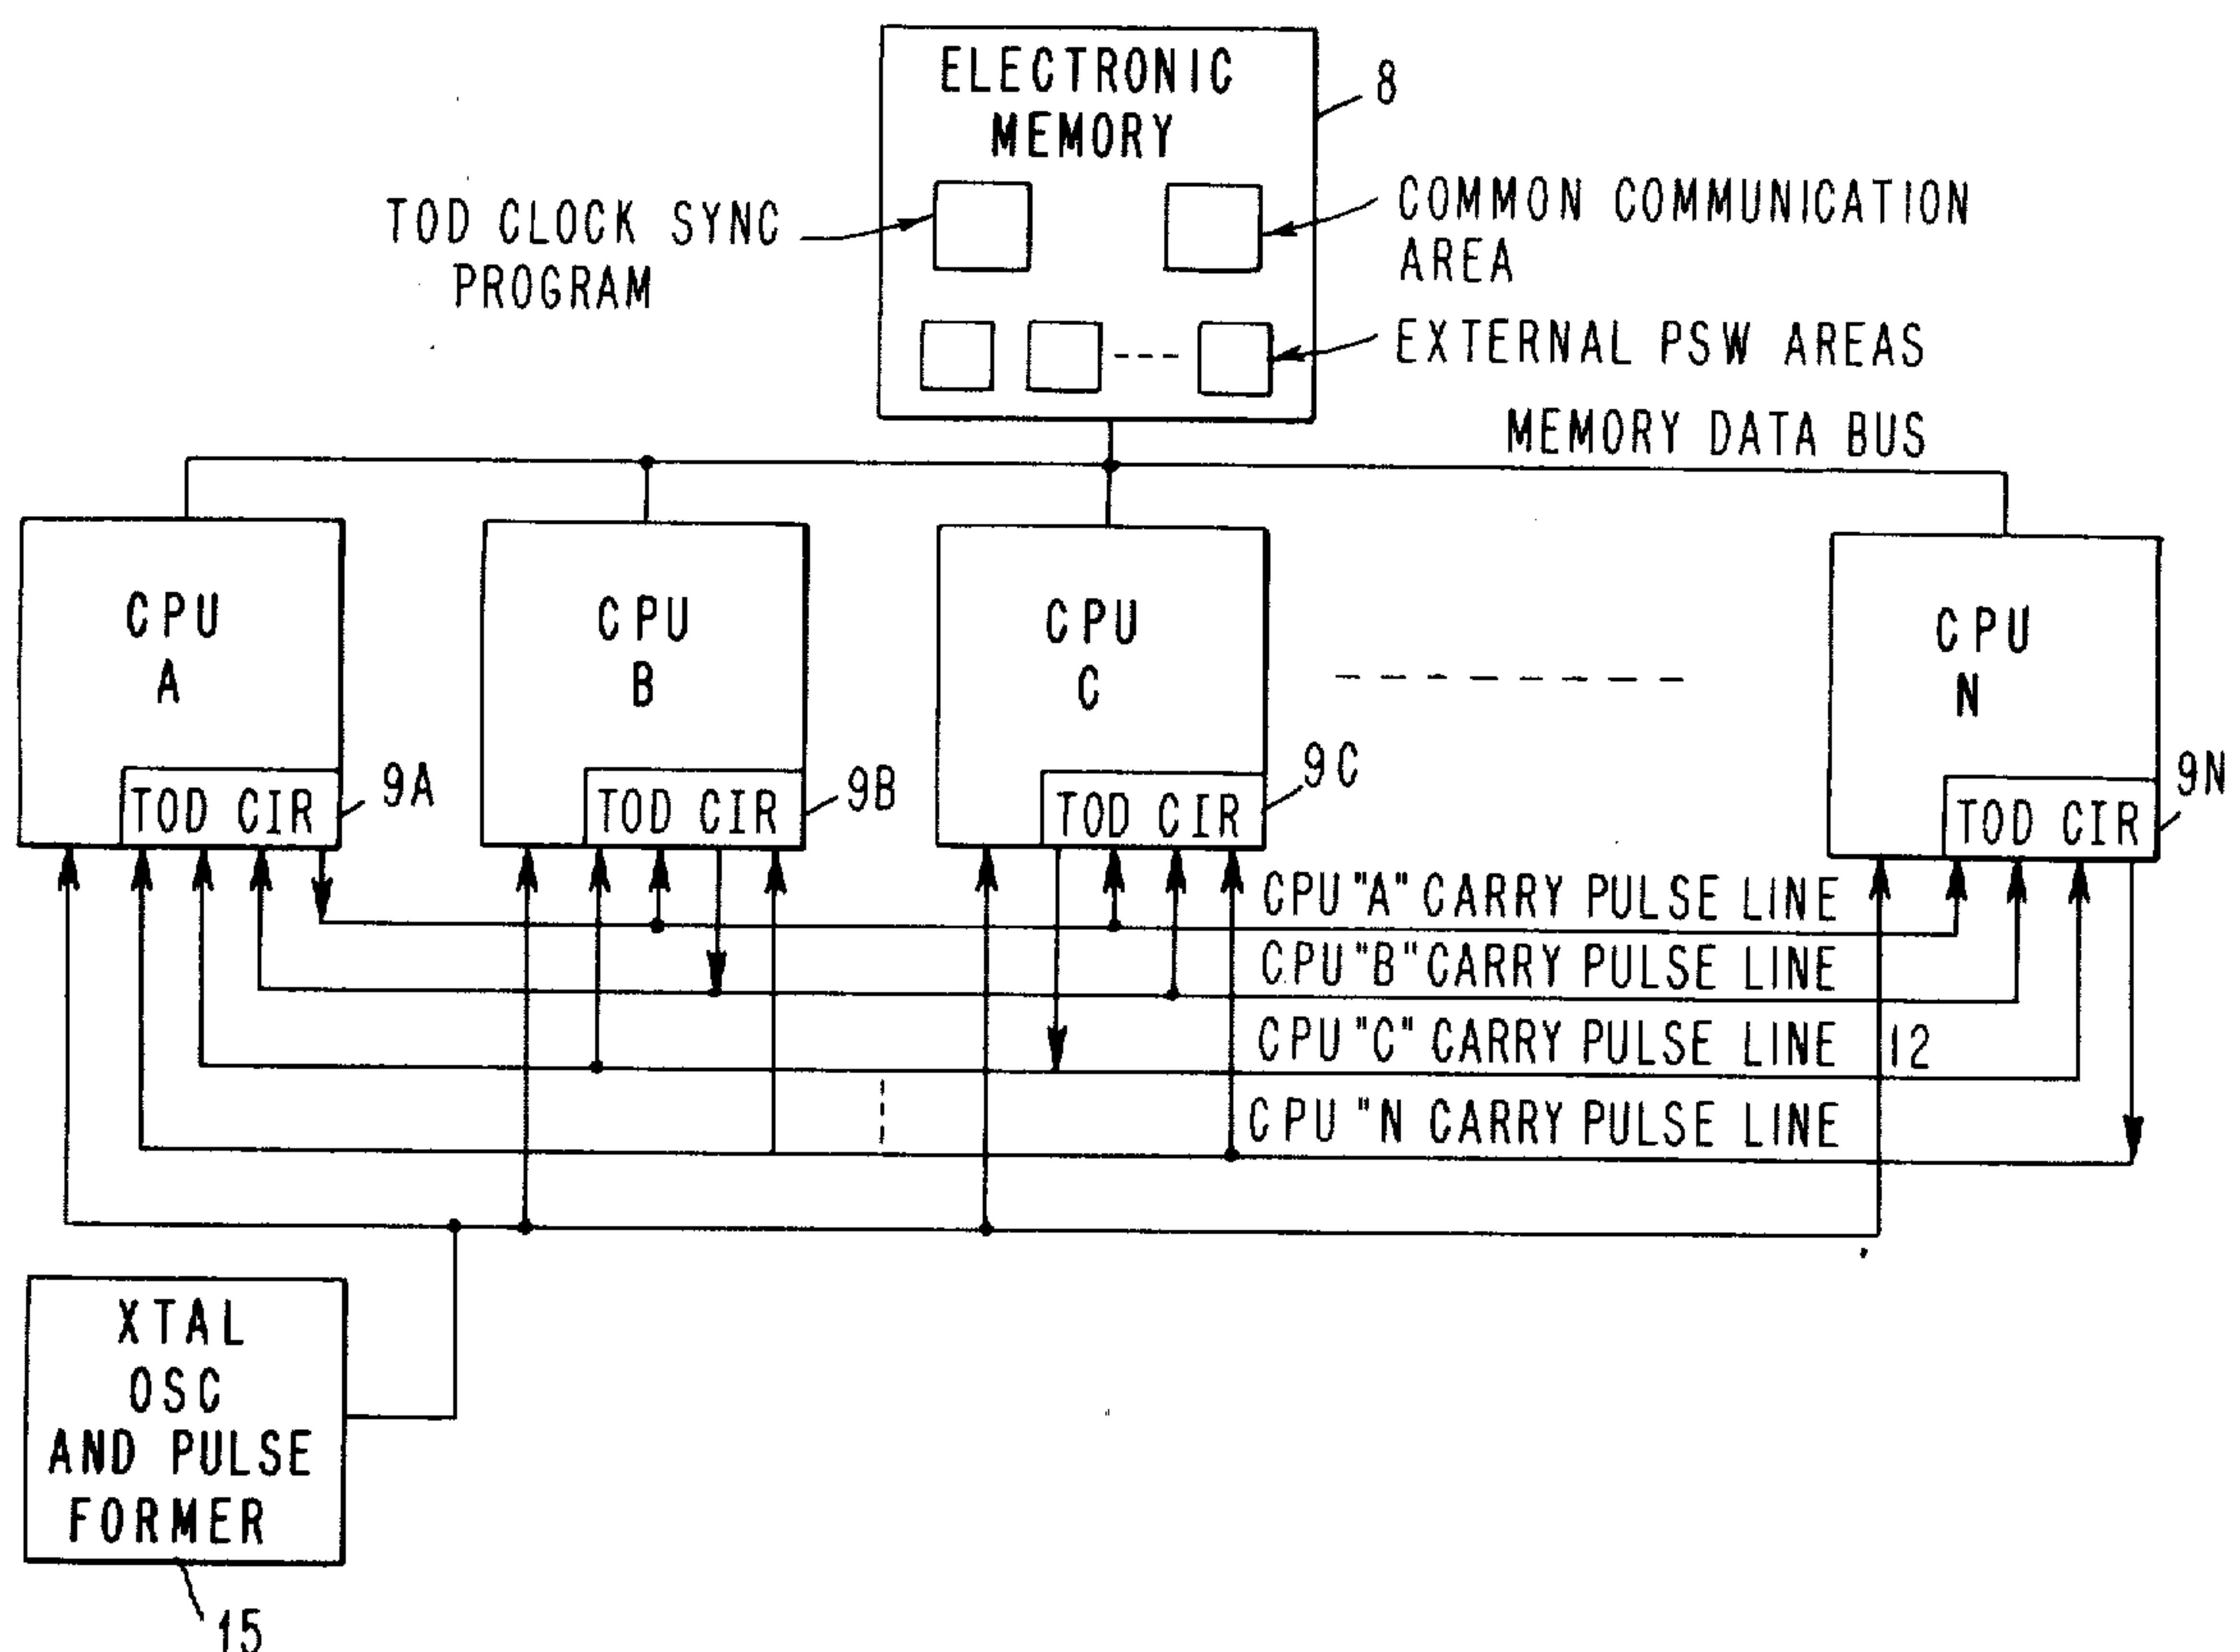 ELECTRONIC
MEMORY
8
TOD CLOCK SYNC
PROGRAM
COMMON COMMUNICATION
AREA
EXTERNAL PSW AREAS
MEMORY DATA BUS
CPU
A
CPU
B
CPU
C
CPU
N
TOD CIR
9A
TOD CIR
9B
TOD CIR
9C
TOD CIR
9N
CPU "A" CARRY PULSE LINE
CPU "B" CARRY PULSE LINE
CPU "C" CARRY PULSE LINE
12
CPU "N CARRY PULSE LINE
XTAL
OSC
AND PULSE
FORMER
15